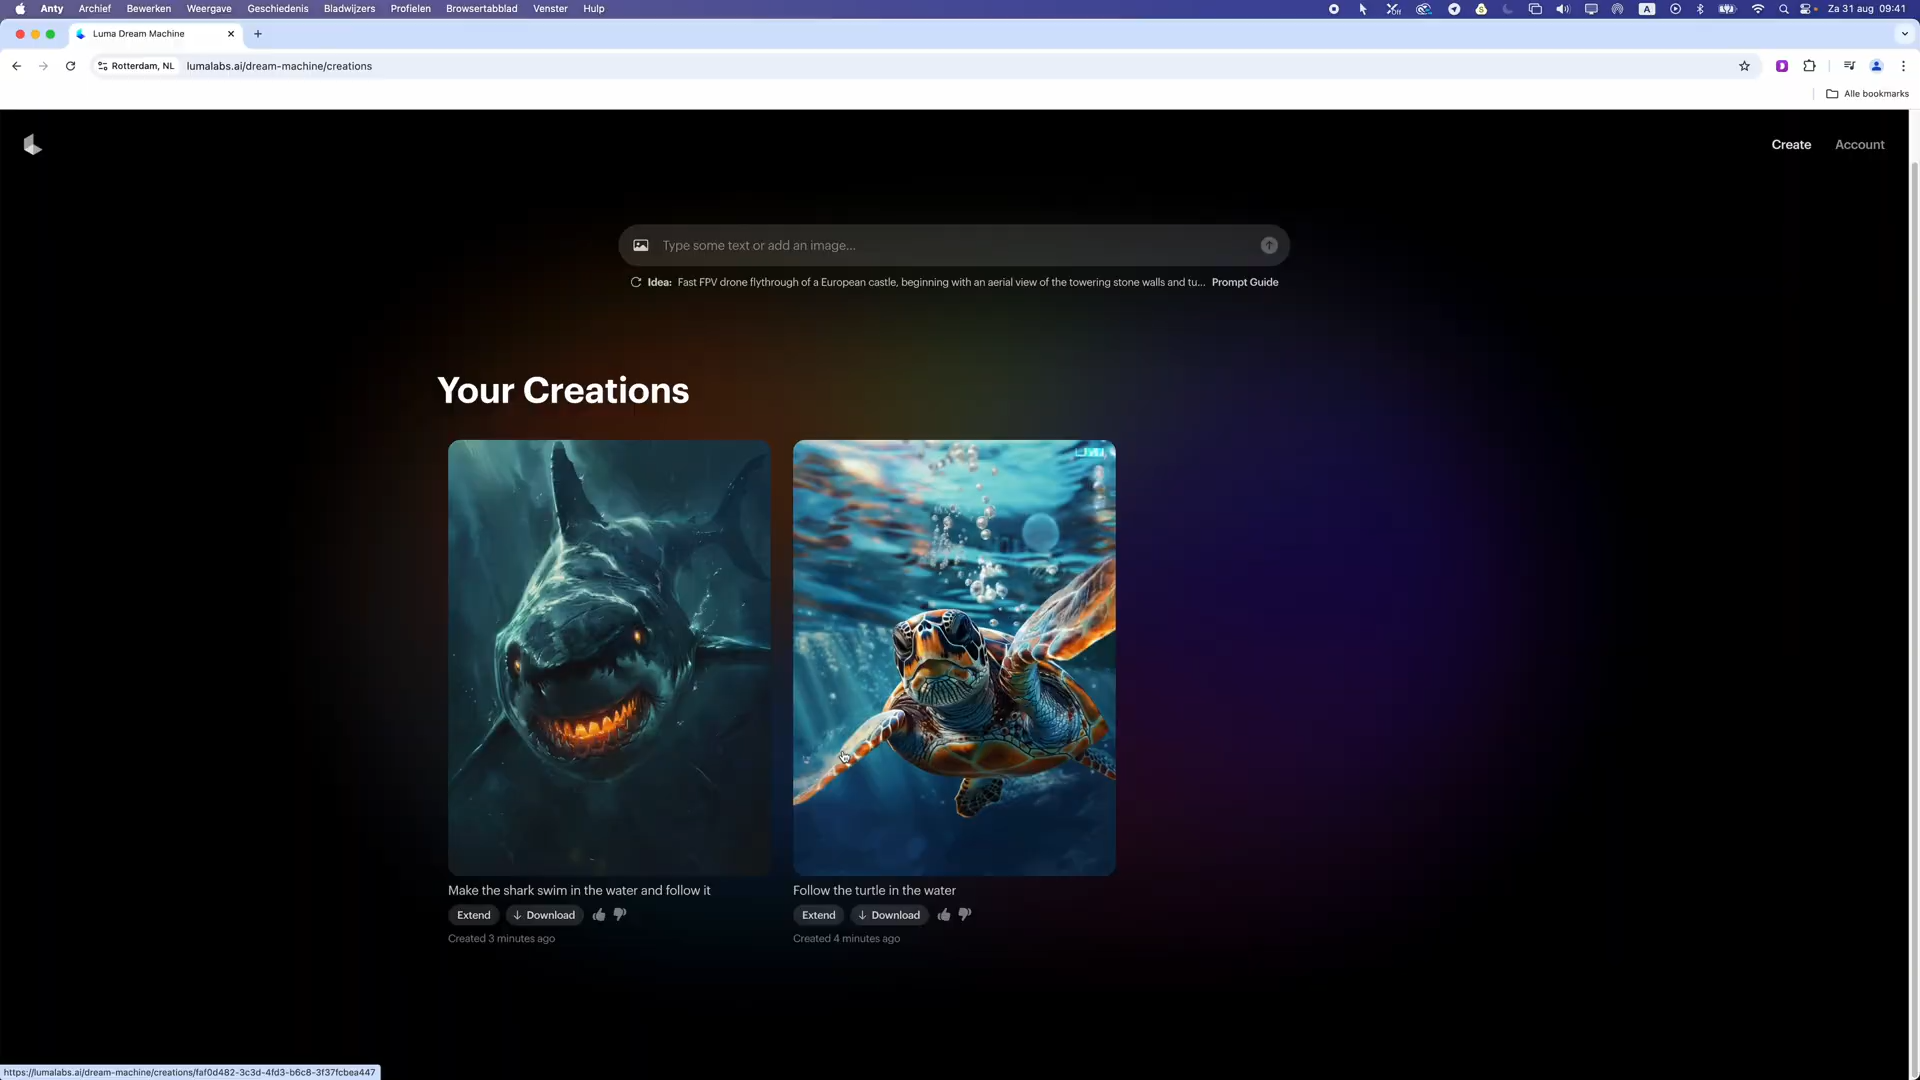 Anty Archief Bewerken Weergave Geschiedenis Bladwijzers Profielen Browsertabblad Venster Hulp Za 31 aug 09:41
Luma Dream Machine
Rotterdam, NL lumalabs.ai/dream-machine/creations
Alle bookmarks
Create Account
Type some text or add an image...
Idea: Fast FPV drone flythrough of a European castle, beginning with an aerial view of the towering stone walls and tu... Prompt Guide
Your Creations
Make the shark swim in the water and follow it
Extend Download
Created 3 minutes ago
Follow the turtle in the water
Extend Download
Created 4 minutes ago
https://lumalabs.ai/dream-machine/creations/faf0d482-3c3d-4fd3-b6c8-3f37fcbea447